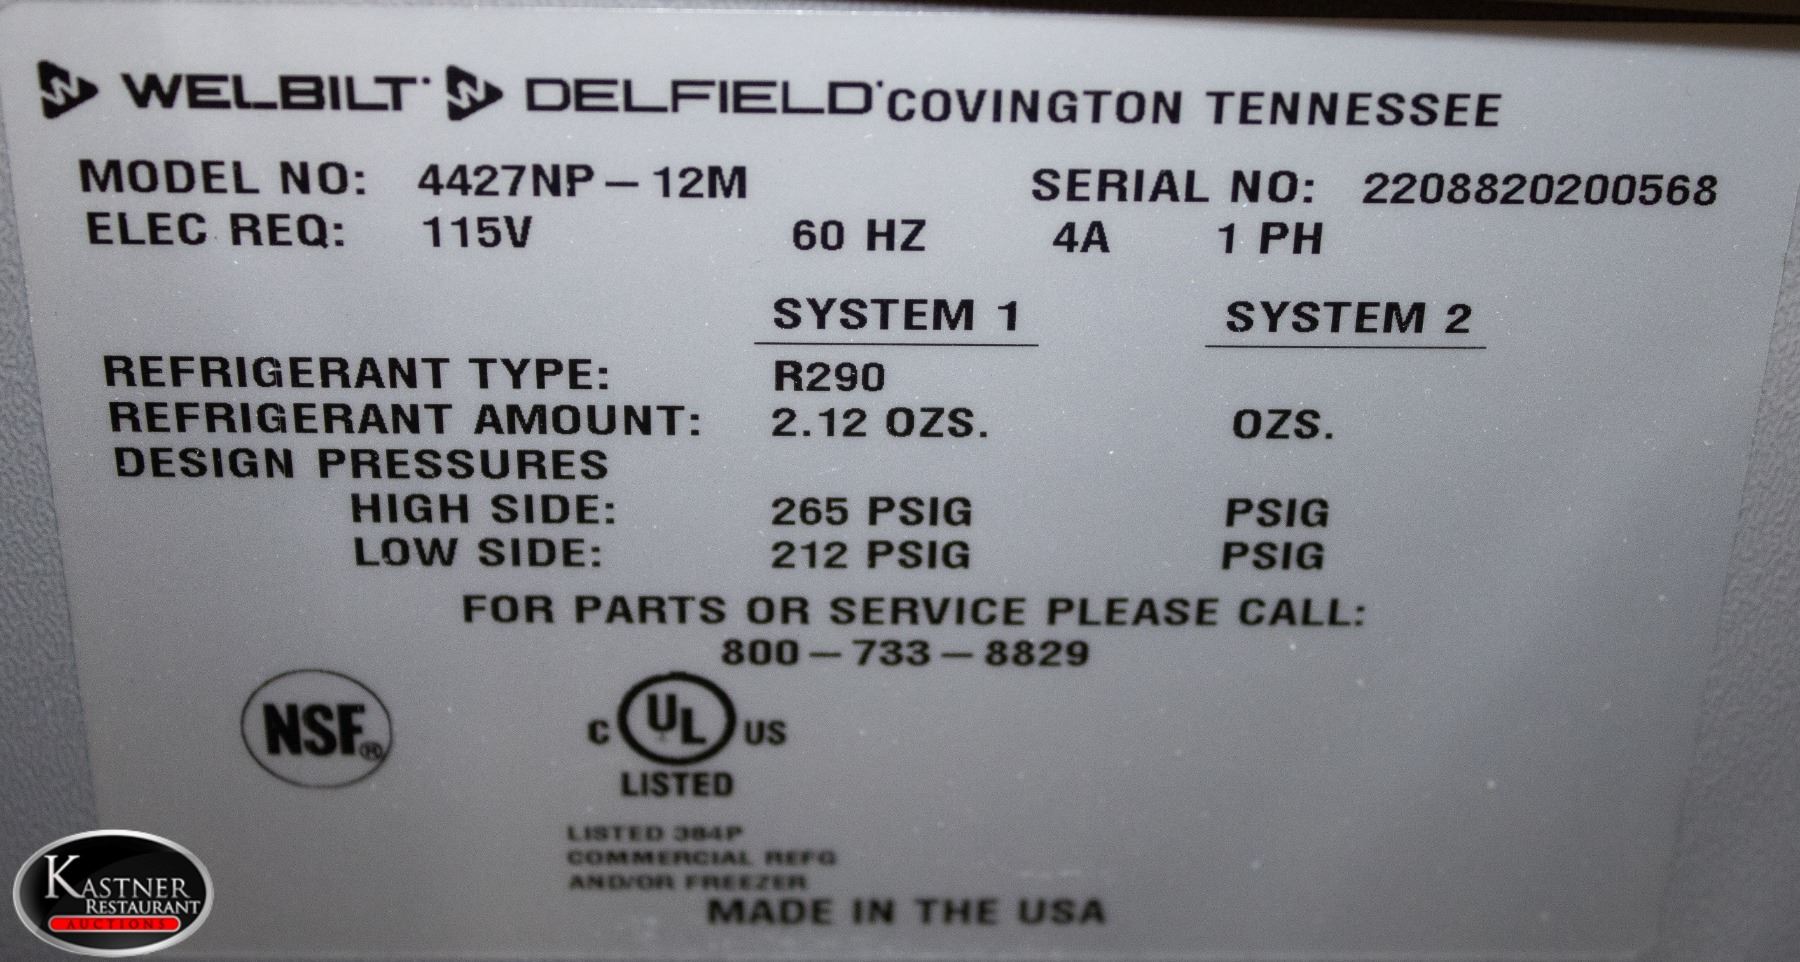 WELBILT DELFIELD COVINGTON TENNESSEE
MODEL NO: 4427NP-12M SERIAL NO: 2208820200568
ELEC REQ: 115V 60 HZ 4A 1 PH
SYSTEM 1 SYSTEM 2
REFRIGERANT TYPE: R290
REFRIGERANT AMOUNT: 2.12 OZS. OZS.
DESIGN PRESSURES
HIGH SIDE: 265 PSIG PSIG
LOW SIDE: 212 PSIG PSIG
FOR PARTS OR SERVICE PLEASE CALL:
800-733-8829
NSF®
C UL US
LISTED
LISTED 384P
COMMERCIAL REFG
AND/OR FREEZER
MADE IN THE USA
KASTNER
RESTAURANT
AUCTIONS